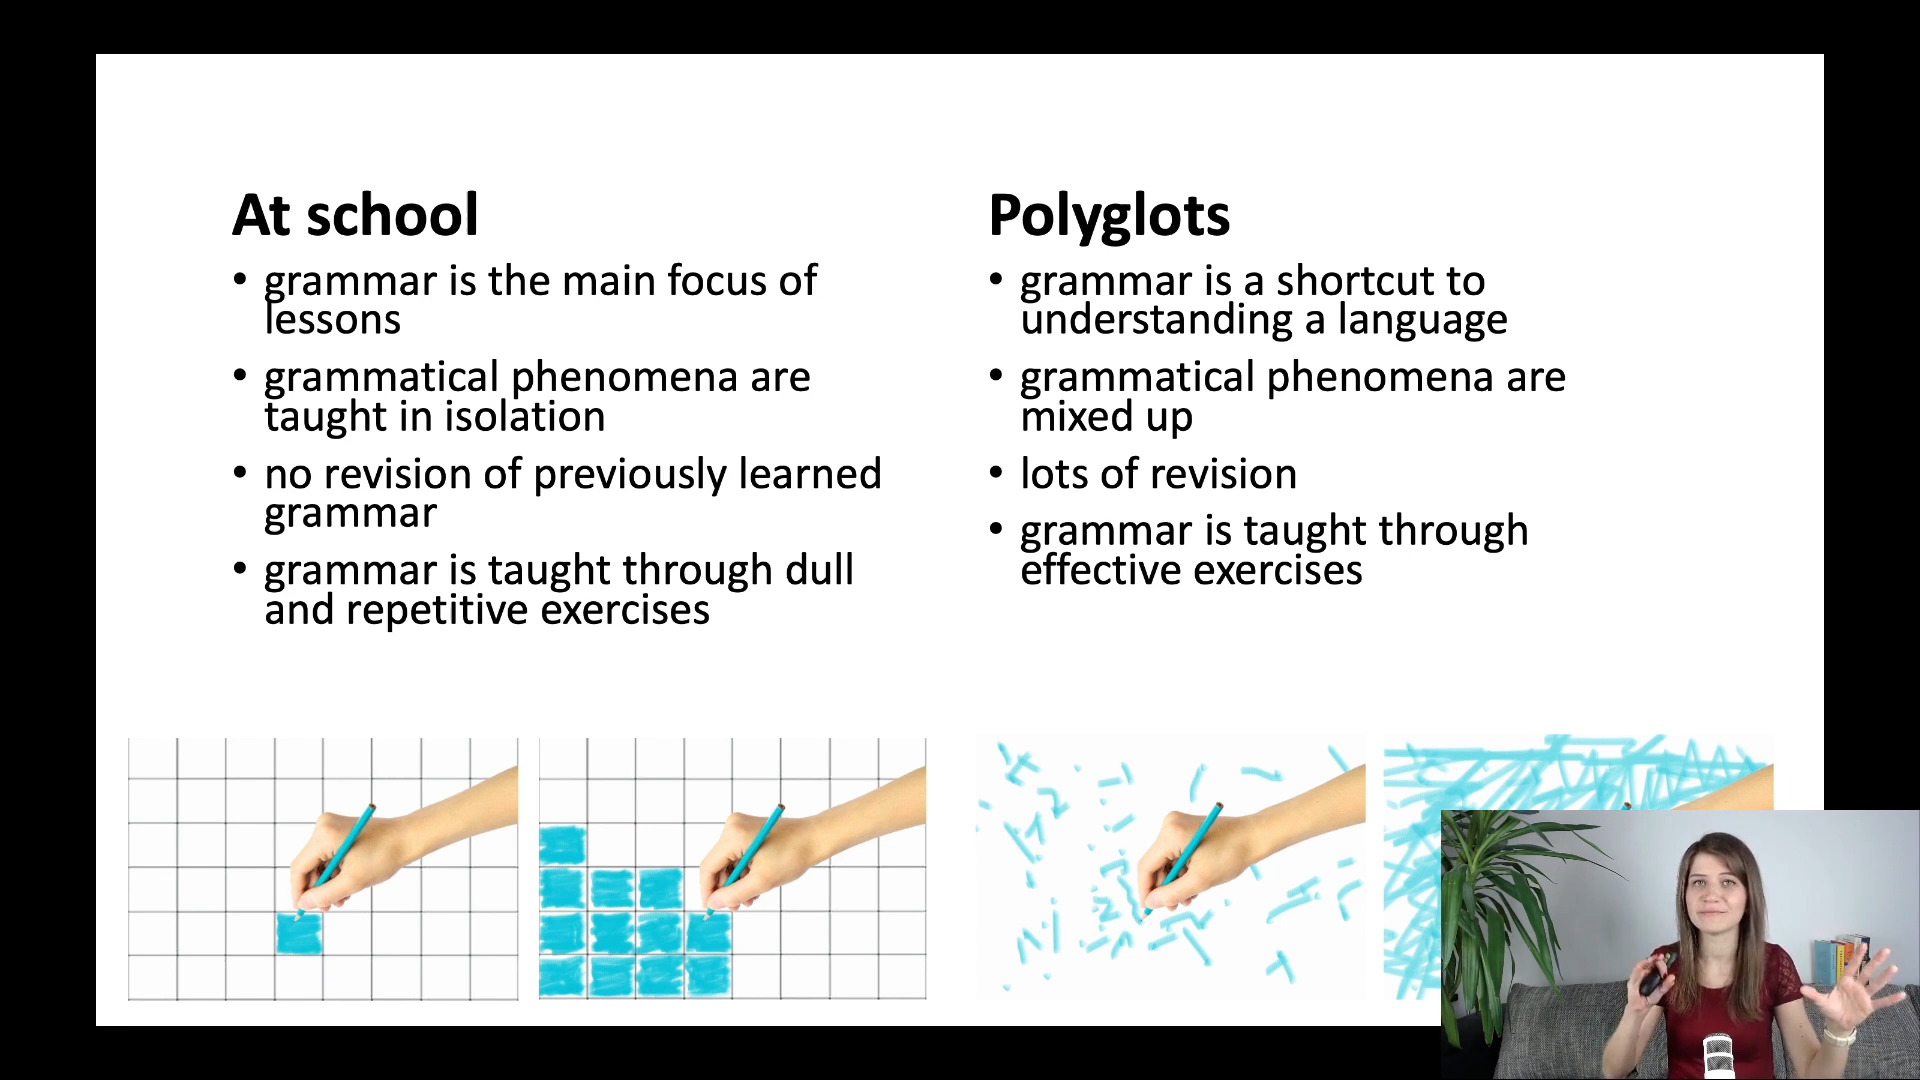 At school
• grammar is the main focus of
lessons
• grammatical phenomena are
taught in isolation
• no revision of previously learned
grammar
• grammar is taught through dull
and repetitive exercises
Polyglots
• grammar is a shortcut to
understanding a language
• grammatical phenomena are
mixed up
• lots of revision
• grammar is taught through
effective exercises